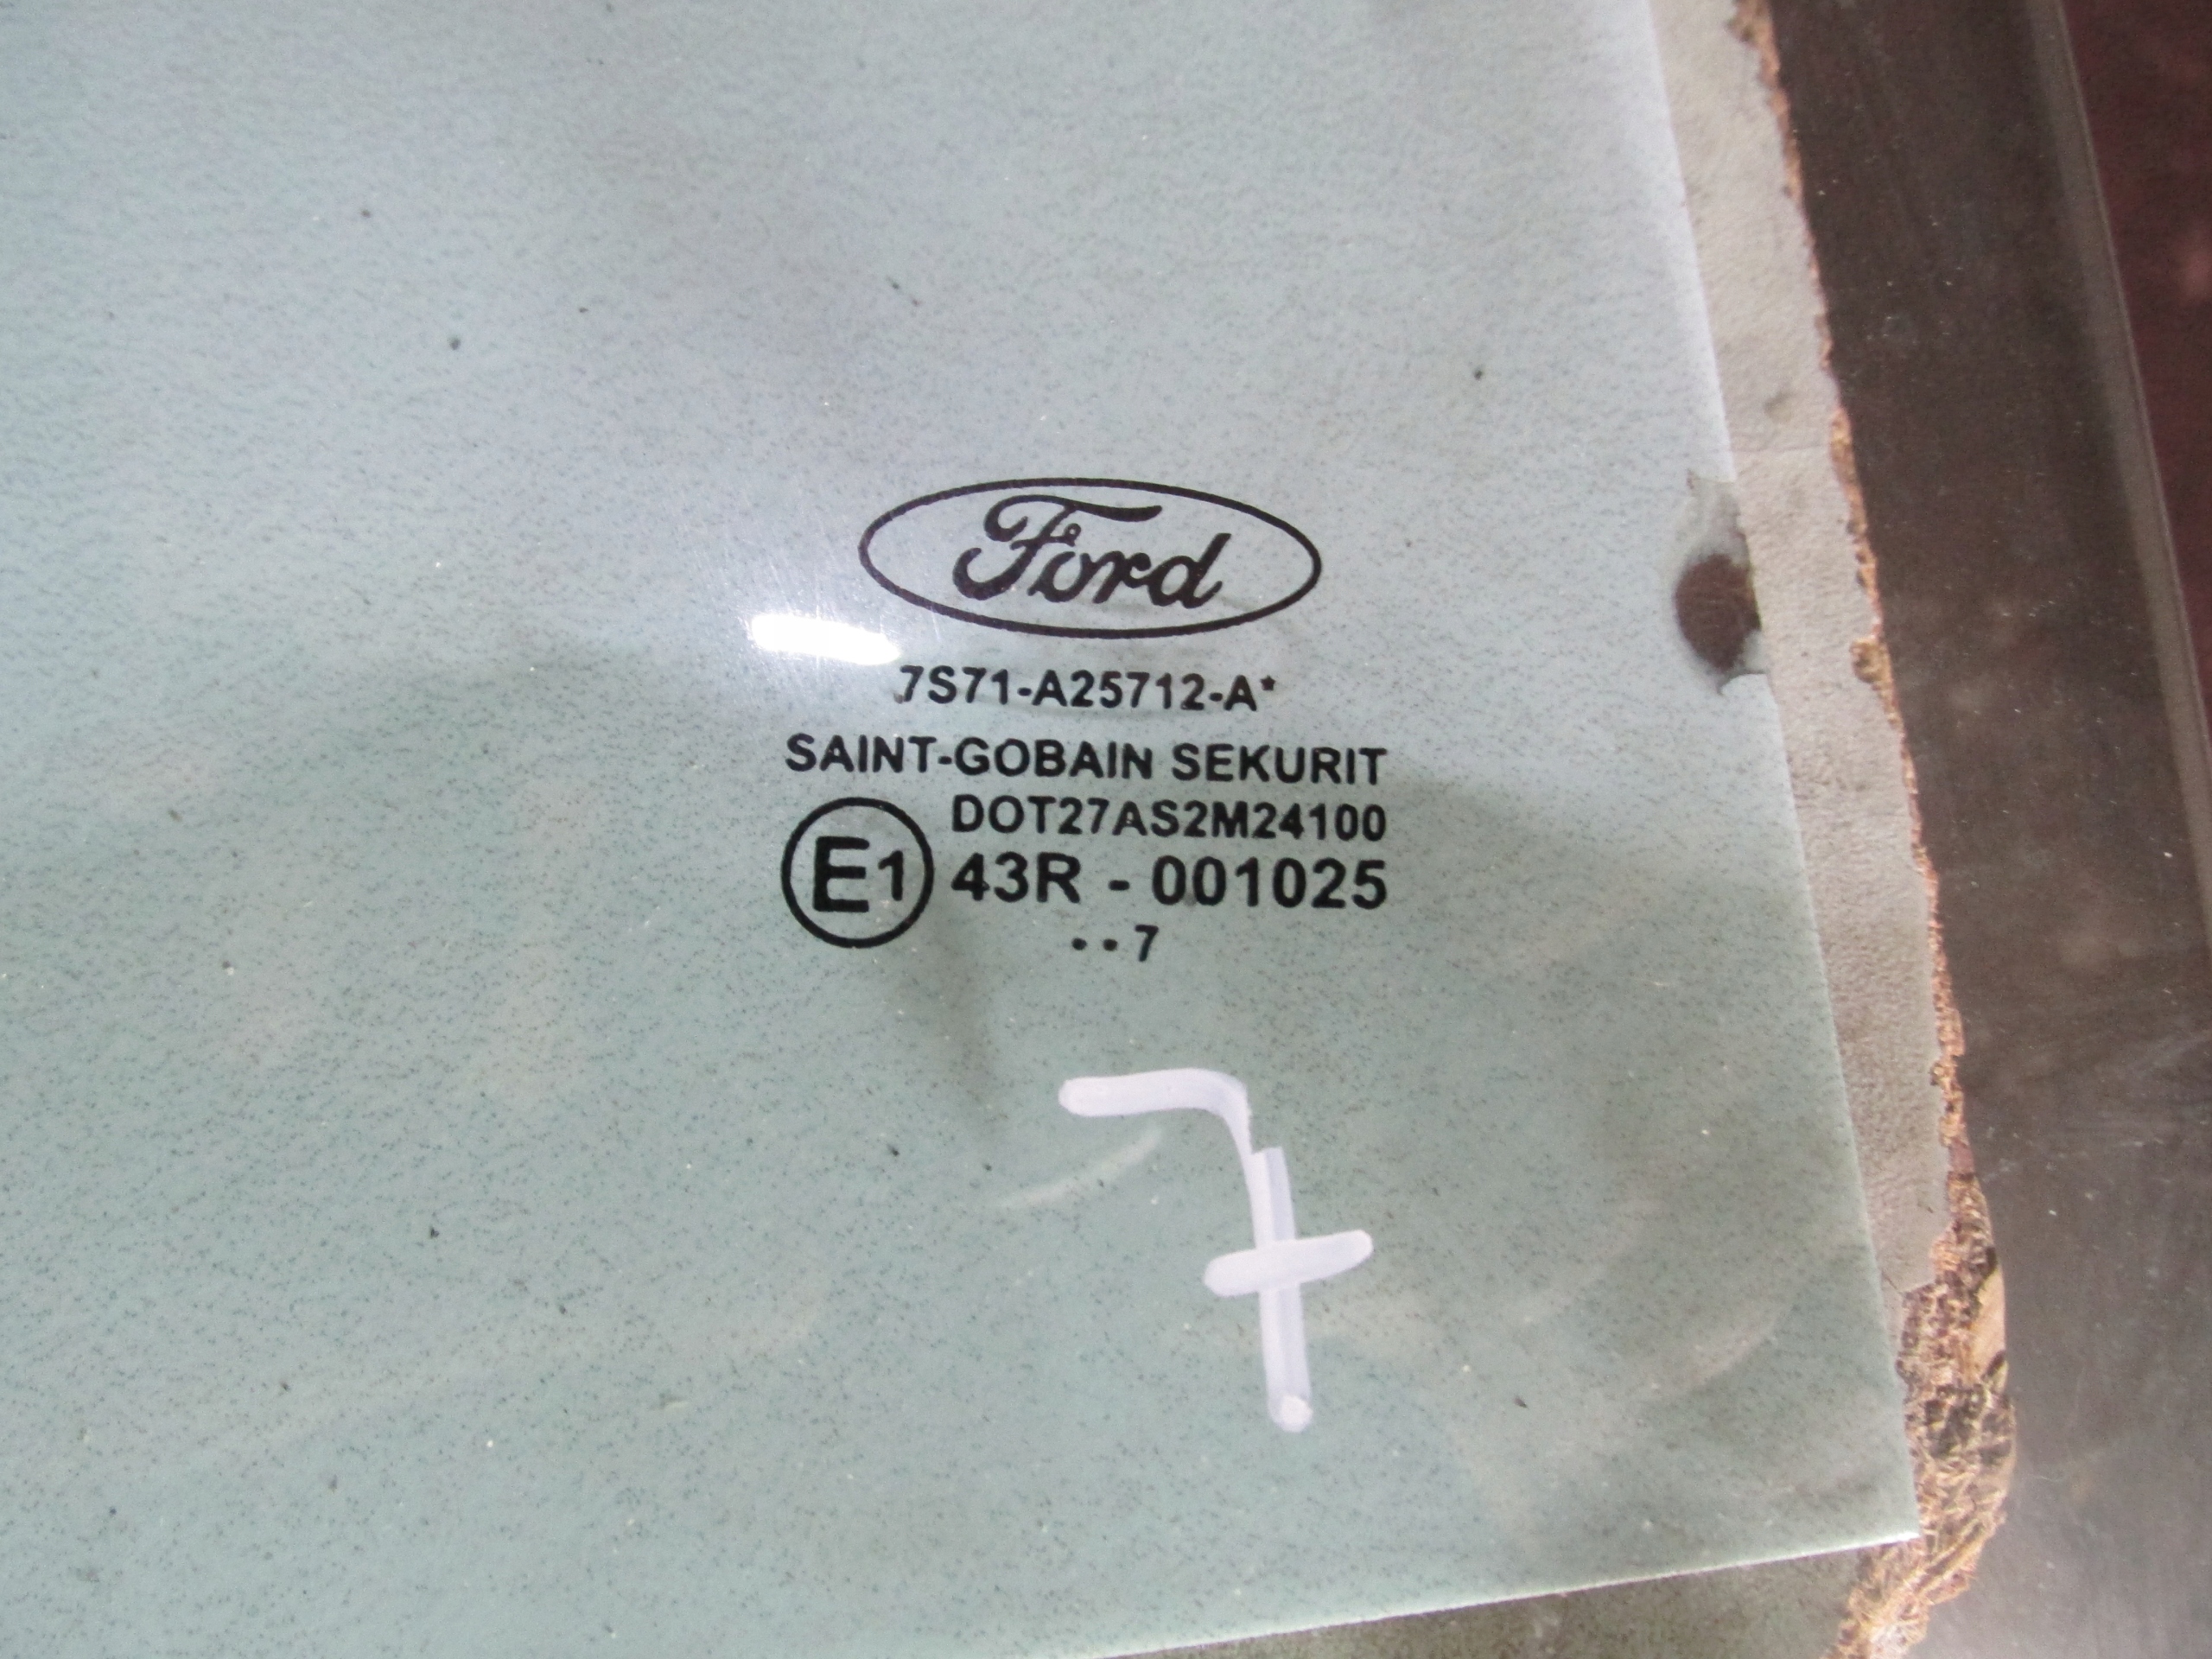 Ford
7S71-A25712-A*
SAINT-GOBAIN SEKURIT
DOT27AS2M24100
E1 43R - 001025
• • 7
7